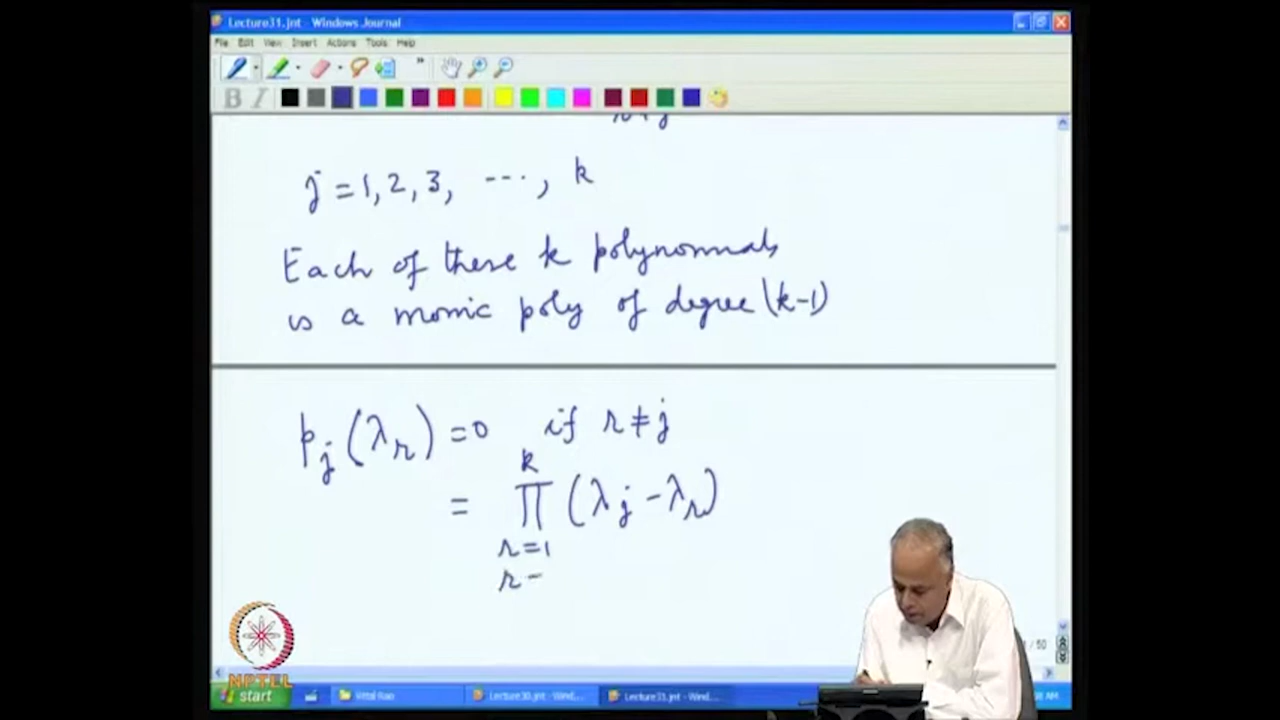 Lecture31.jnt - Windows Journal
File Edit View Insert Actions Tools Help
B I
r ≠ j
j = 1, 2, 3, ---, k
Each of these k polynomials
is a monic poly of degree (k-1)
p_j(λ_r) = 0 if r ≠ j
= ∏ (λ_j - λ_r)
k
r = 1
r -
/ 50
NPTEL
start
Vittal Rao
Lecture30.jnt - Wind...
Lecture31.jnt - Wind...
AM